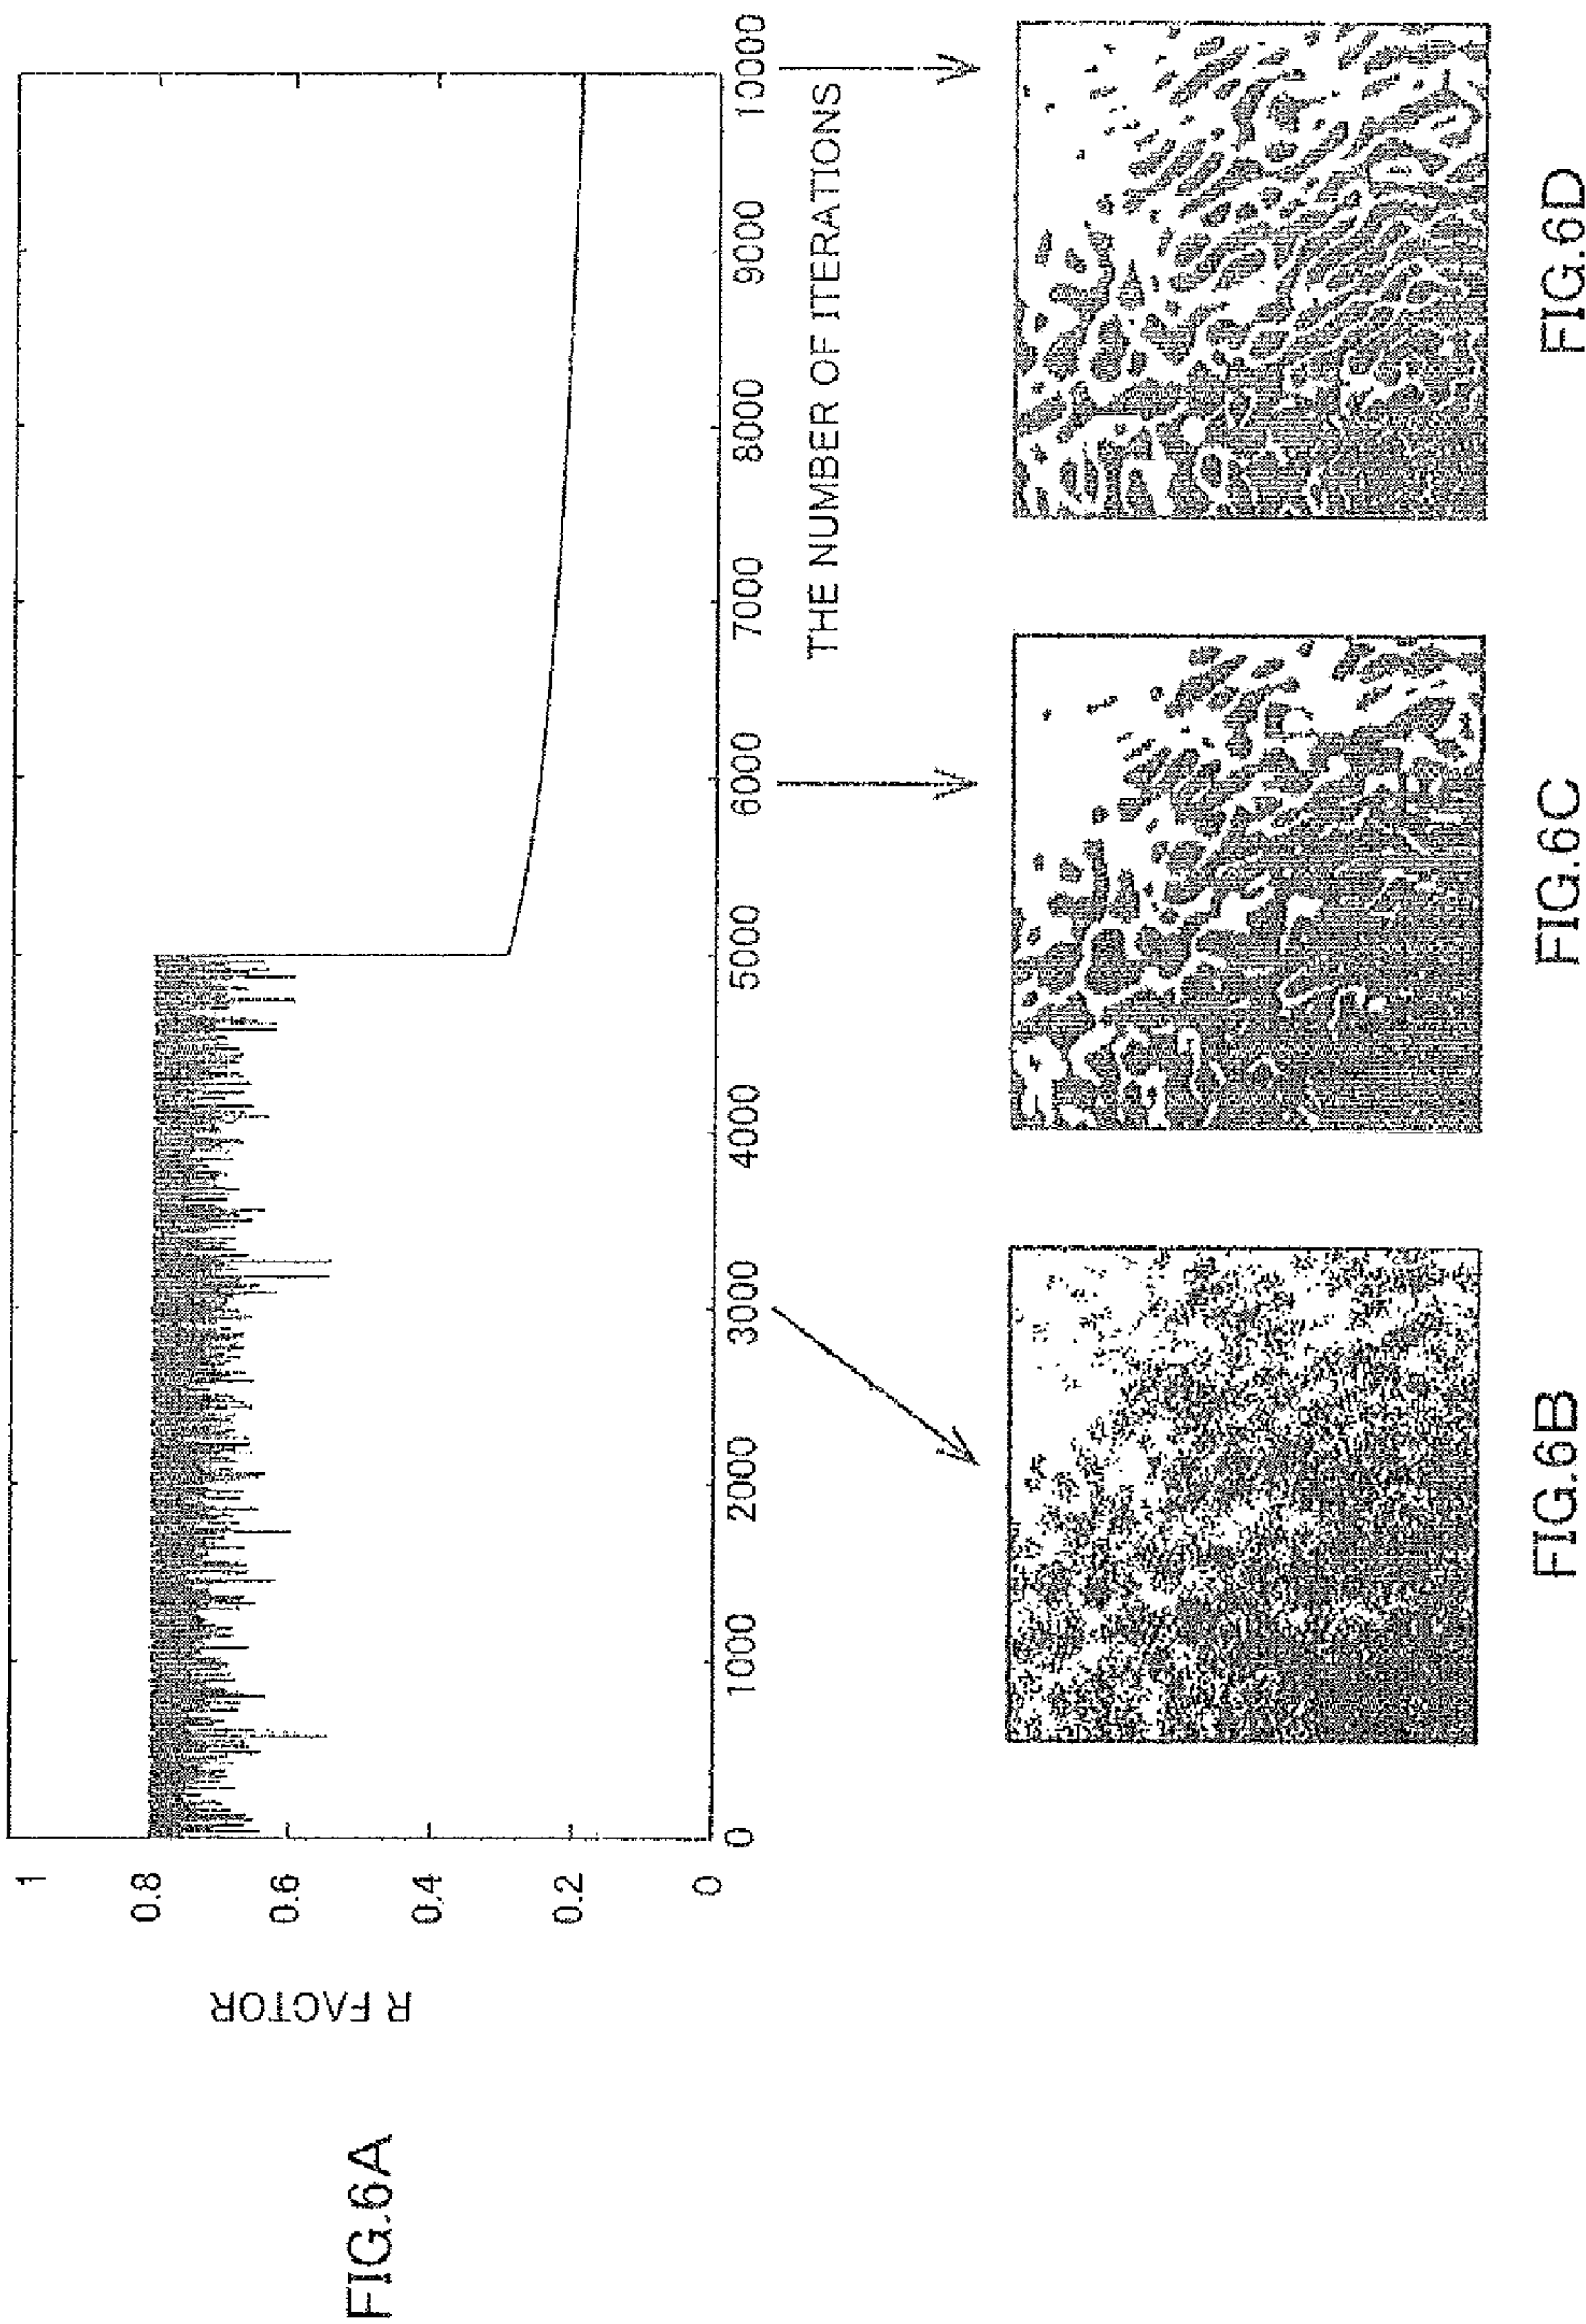 FIG.6A
R FACTOR
1
0.8
0.6
0.4
0.2
0
0 1000 2000 3000 4000 5000 6000 7000 8000 9000 10000
THE NUMBER OF ITERATIONS
FIG.6B
FIG.6C
FIG.6D